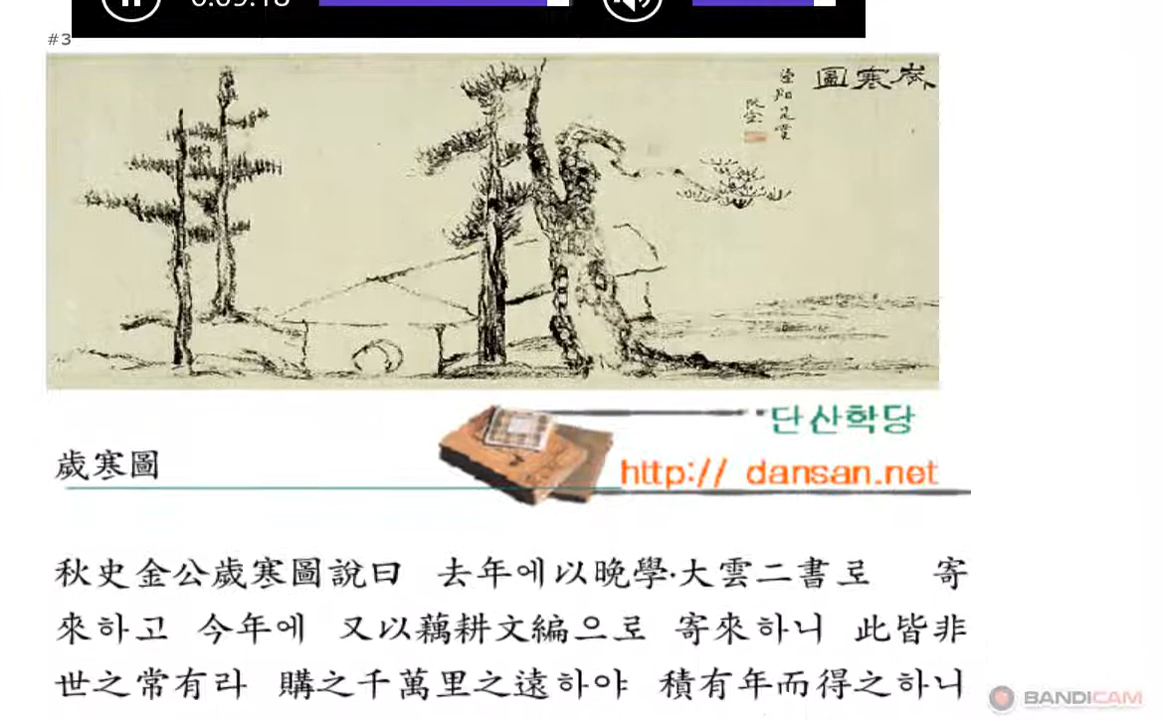 0:09:18
#3
歲寒圖
단산학당
歲寒圖
http:// dansan.net
秋史金公歲寒圖說曰 去年에以晚學·大雲二書로 寄
來하고 今年에 又以藕耕文編으로 寄來하니 此皆非
世之常有라 購之千萬里之遠하야 積有年而得之하니
BANDICAM